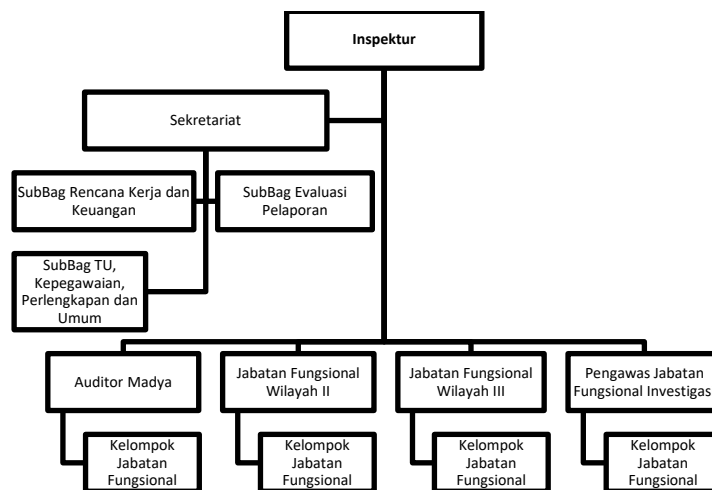 Inspektur
Sekretariat
SubBag Rencana Kerja dan
Keuangan
SubBag Evaluasi
Pelaporan
SubBag TU,
Kepegawaian,
Perlengkapan dan
Umum
Auditor Madya
Jabatan Fungsional
Wilayah II
Jabatan Fungsional
Wilayah III
Pengawas Jabatan
Fungsional Investigas
Kelompok
Jabatan
Fungsional
Kelompok
Jabatan
Fungsional
Kelompok
Jabatan
Fungsional
Kelompok
Jabatan
Fungsional